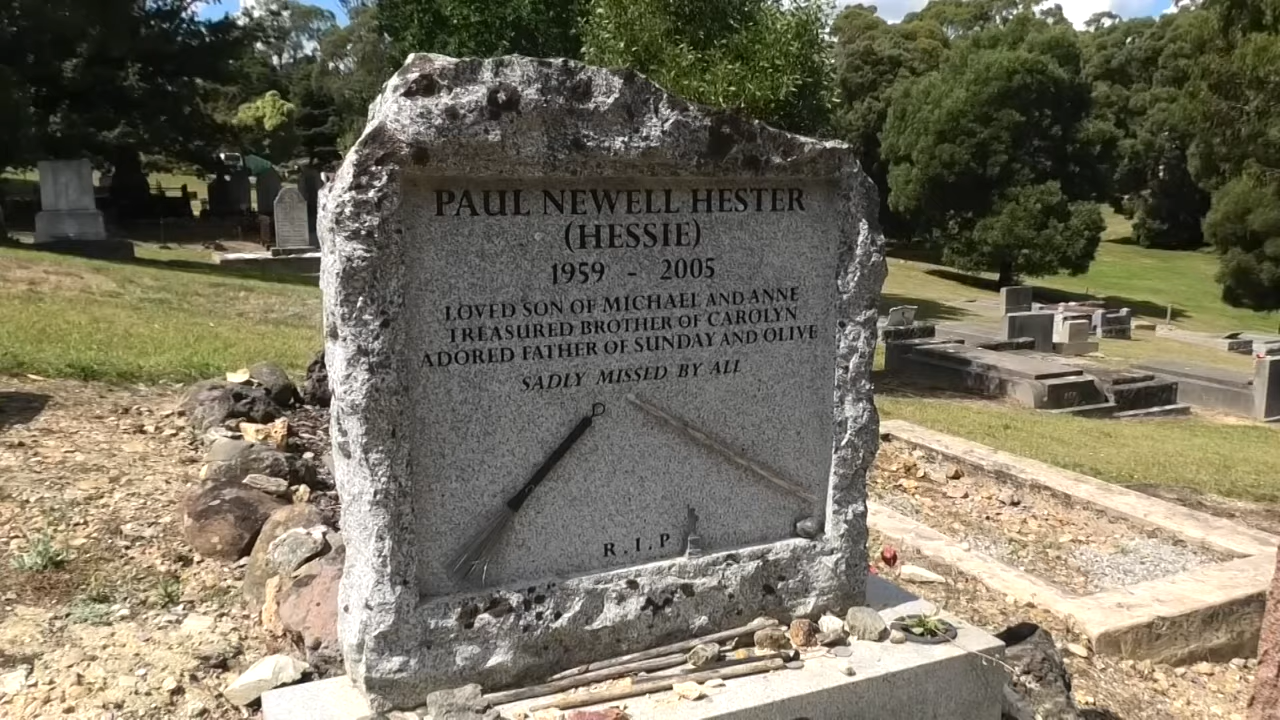 PAUL NEWELL HESTER
(HESSIE)
1959 - 2005
LOVED SON OF MICHAEL AND ANNE
TREASURED BROTHER OF CAROLYN
ADORED FATHER OF SUNDAY AND OLIVE
SADLY MISSED BY ALL
R.I.P